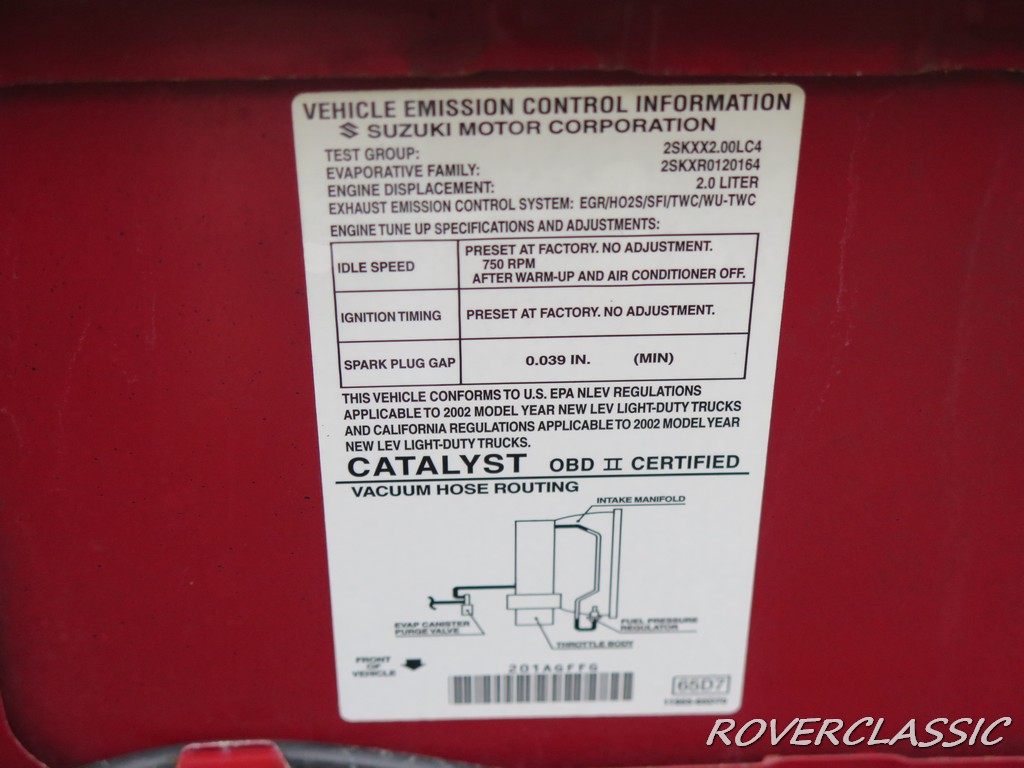 VEHICLE EMISSION CONTROL INFORMATION
SUZUKI MOTOR CORPORATION
TEST GROUP: 2SKXX2.00LC4
EVAPORATIVE FAMILY: 2SKXR0120164
ENGINE DISPLACEMENT: 2.0 LITER
EXHAUST EMISSION CONTROL SYSTEM: EGR/HO2S/SFI/TWC/WU-TWC
ENGINE TUNE UP SPECIFICATIONS AND ADJUSTMENTS:
IDLE SPEED
PRESET AT FACTORY. NO ADJUSTMENT.
750 RPM
AFTER WARM-UP AND AIR CONDITIONER OFF.
IGNITION TIMING PRESET AT FACTORY. NO ADJUSTMENT.
SPARK PLUG GAP 0.039 IN. (MIN)
THIS VEHICLE CONFORMS TO U.S. EPA NLEV REGULATIONS
APPLICABLE TO 2002 MODEL YEAR NEW LEV LIGHT-DUTY TRUCKS
AND CALIFORNIA REGULATIONS APPLICABLE TO 2002 MODEL YEAR
NEW LEV LIGHT-DUTY TRUCKS.
CATALYST OBD II CERTIFIED
VACUUM HOSE ROUTING
INTAKE MANIFOLD
EVAP CANISTER
PURGE VALVE
FUEL PRESSURE
REGULATOR
THROTTLE BODY
FRONT
OF
VEHICLE
201AGFFG
65D7
ROVERCLASSIC